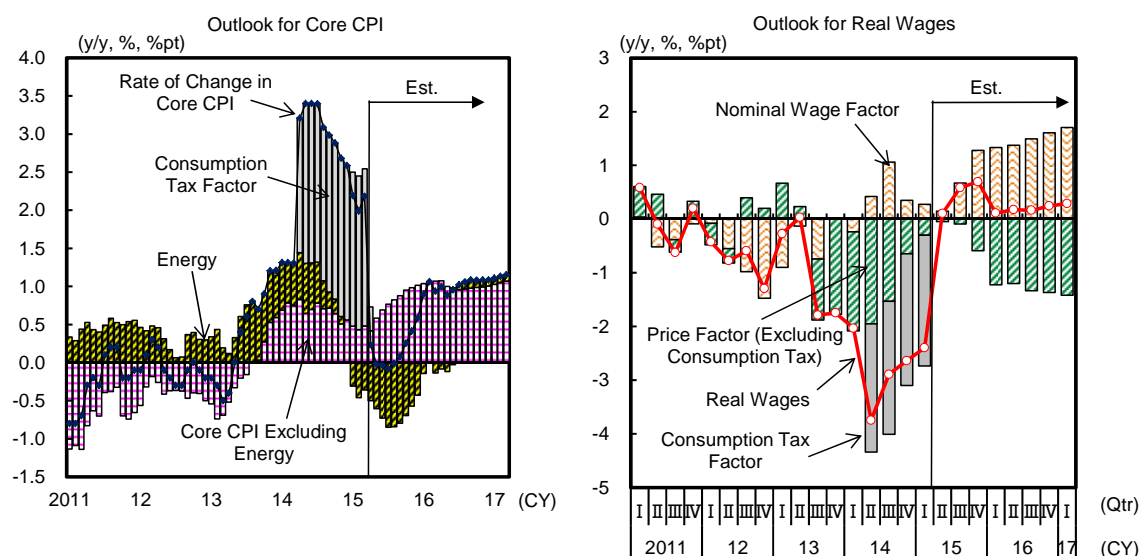 Outlook for Core CPI
(y/y, %, %pt)
4.0
3.5
3.0
2.5
2.0
1.5
1.0
0.5
0.0
-0.5
-1.0
-1.5
Rate of Change in
Core CPI
Est.
Consumption
Tax Factor
Energy
Core CPI Excluding
Energy
2011 12 13 14 15 16 17 (CY)
Outlook for Real Wages
(y/y, %, %pt)
3
2
1
0
-1
-2
-3
-4
-5
Est.
Nominal Wage Factor
Price Factor (Excluding
Consumption Tax)
Real Wages
Consumption Tax
Factor
Ⅰ Ⅱ Ⅲ Ⅳ Ⅰ Ⅱ Ⅲ Ⅳ Ⅰ Ⅱ Ⅲ Ⅳ Ⅰ Ⅱ Ⅲ Ⅳ Ⅰ Ⅱ Ⅲ Ⅳ Ⅰ Ⅱ Ⅲ Ⅳ Ⅰ (Qtr)
2011 12 13 14 15 16 17 (CY)